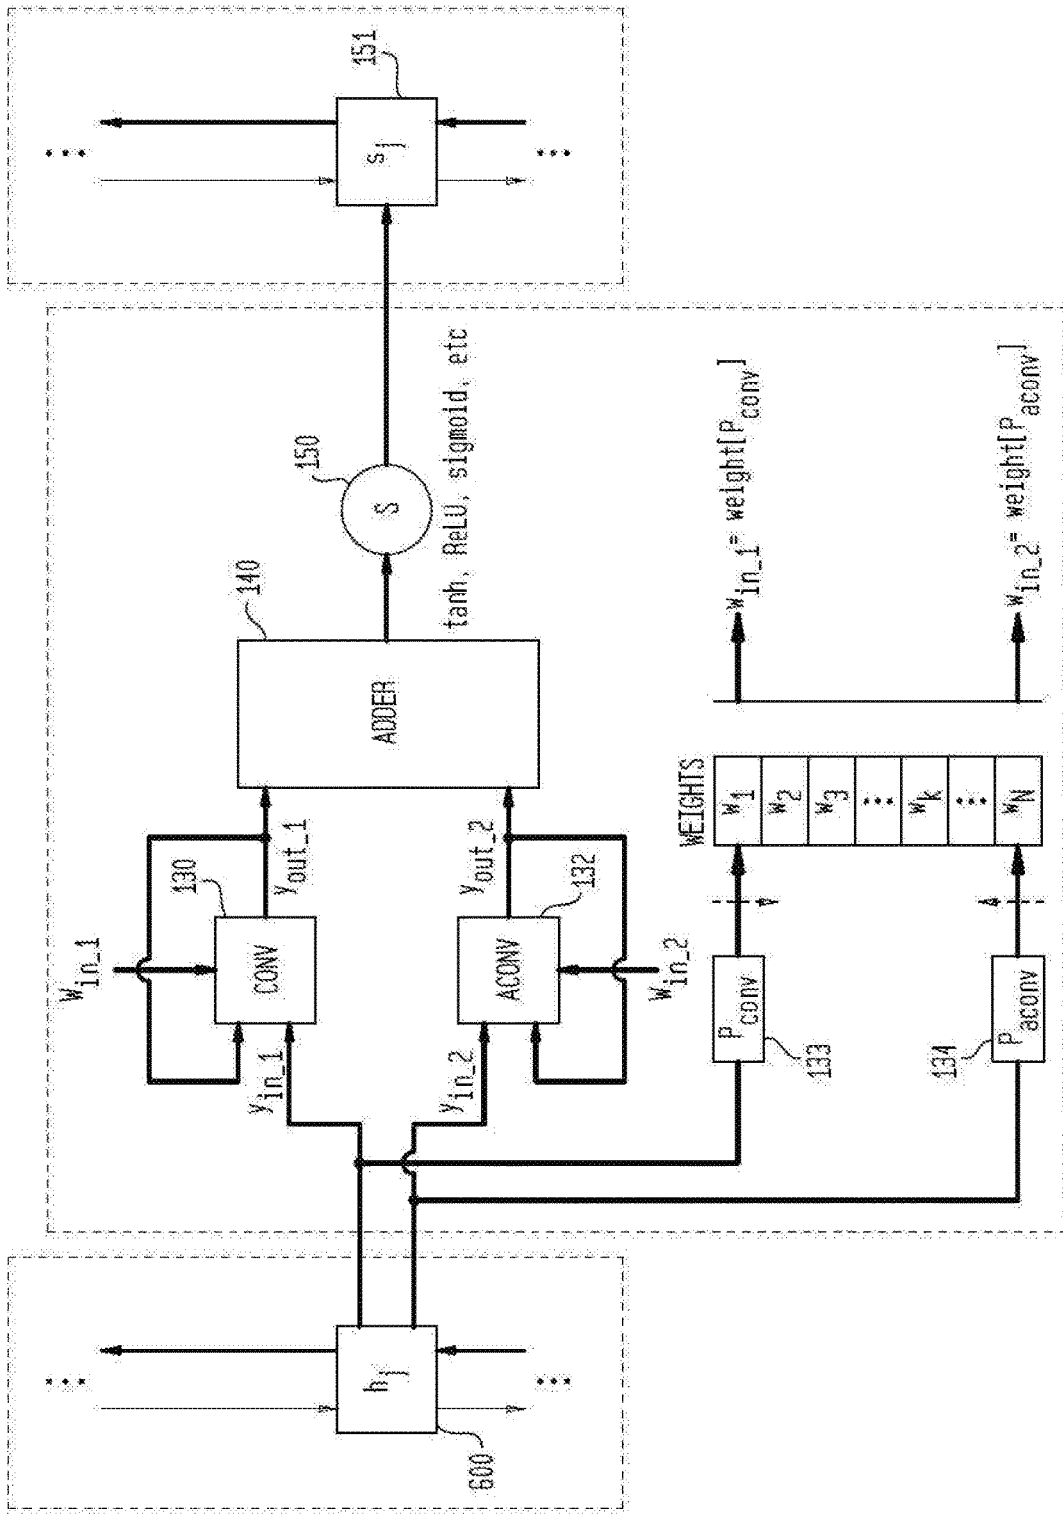 600
h_j
y_in_1
y_in_2
W_in_1
CONV
130
y_out_1
ACONV
132
y_out_2
W_in_2
ADDER
140
S
150
tanh, ReLU, sigmoid, etc
s_j
151
P_conv
133
P_aconv
134
WEIGHTS
w_1
w_2
w_3
...
w_k
...
w_N
w_in_1 = weight[P_conv]
w_in_2 = weight[P_aconv]